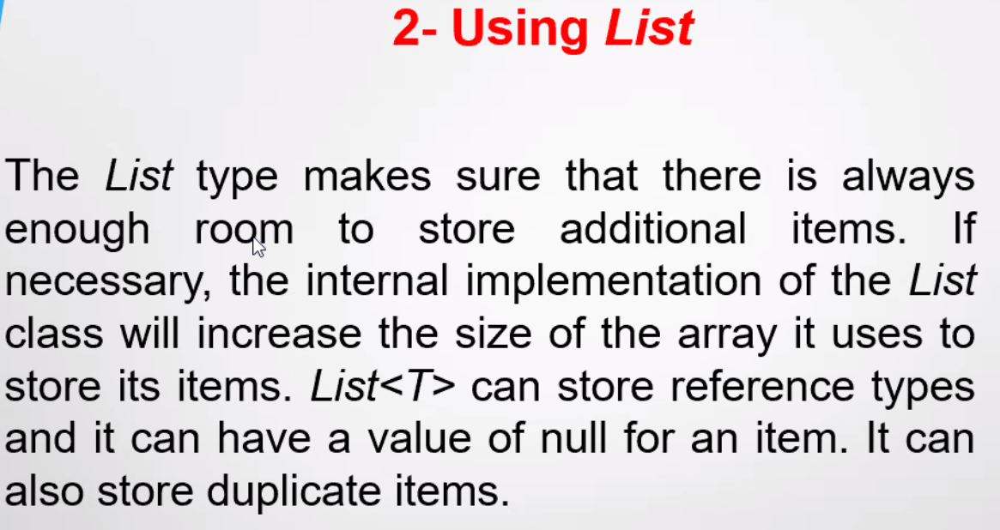 2- Using List
The List type makes sure that there is always
enough room to store additional items. If
necessary, the internal implementation of the List
class will increase the size of the array it uses to
store its items. List<T> can store reference types
and it can have a value of null for an item. It can
also store duplicate items.